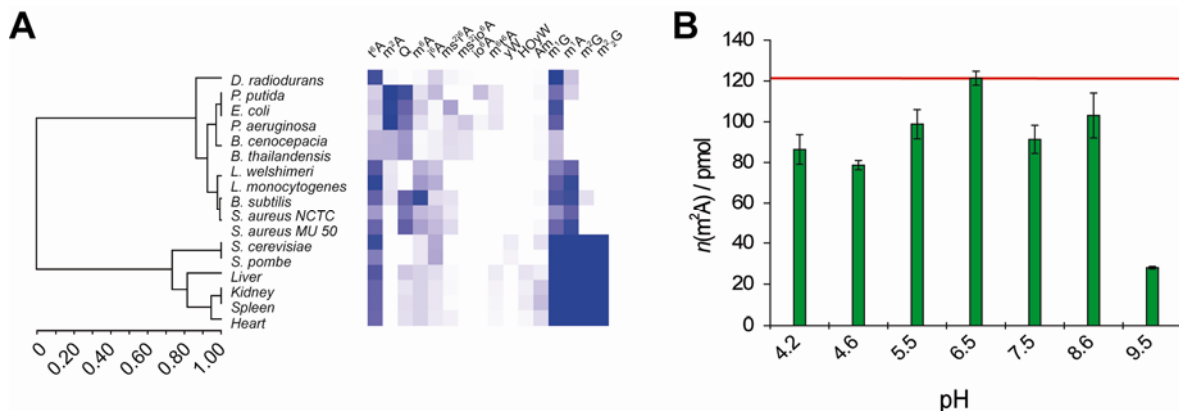 A
t⁶A m²A Q m⁶A i⁶A ms²i⁶A ms²io⁶A io⁶A m⁶t⁶A yW HOyW Am m¹G m¹A m²G m²₂G
D. radiodurans
P. putida
E. coli
P. aeruginosa
B. cenocepacia
B. thailandensis
L. welshimeri
L. monocytogenes
B. subtilis
S. aureus NCTC
S. aureus MU 50
S. cerevisiae
S. pombe
Liver
Kidney
Spleen
Heart
0 0.20 0.40 0.60 0.80 1.00
B
n(m²A) / pmol
140
120
100
80
60
40
20
0
4.2 4.6 5.5 6.5 7.5 8.6 9.5
pH